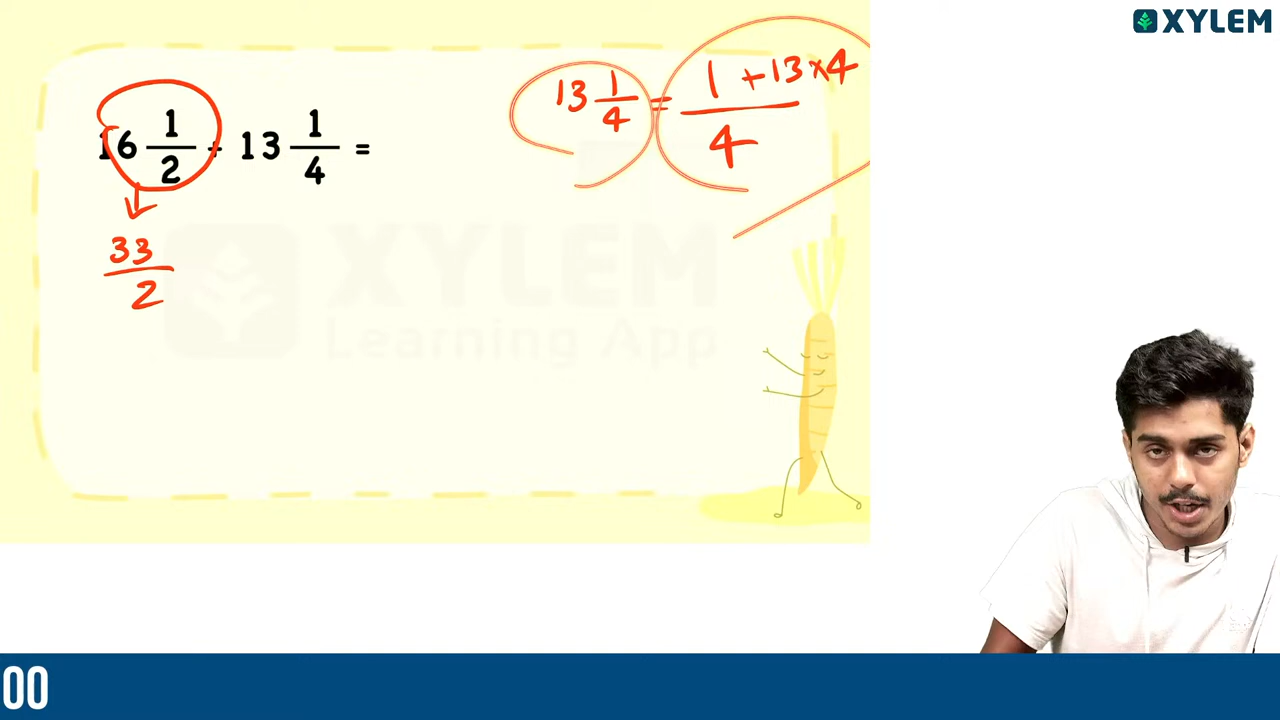 XYLEM
16 1/2 - 13 1/4 =
33/2
13 1/4 = 1 + 13 × 4 / 4
XYLEM
Learning App
00